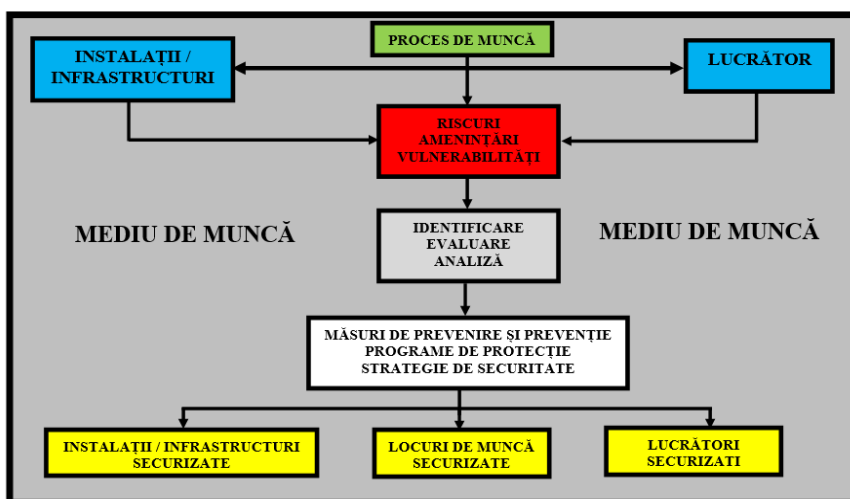 PROCES DE MUNCĂ
INSTALAȚII /
INFRASTRUCTURI
LUCRĂTOR
RISCURI
AMENINȚĂRI
VULNERABILITĂȚI
MEDIU DE MUNCĂ
IDENTIFICARE
EVALUARE
ANALIZĂ
MEDIU DE MUNCĂ
MĂSURI DE PREVENIRE ȘI PREVENȚIE
PROGRAME DE PROTECȚIE
STRATEGIE DE SECURITATE
INSTALAȚII / INFRASTRUCTURI
SECURIZATE
LOCURI DE MUNCĂ
SECURIZATE
LUCRĂTORI
SECURIZATI